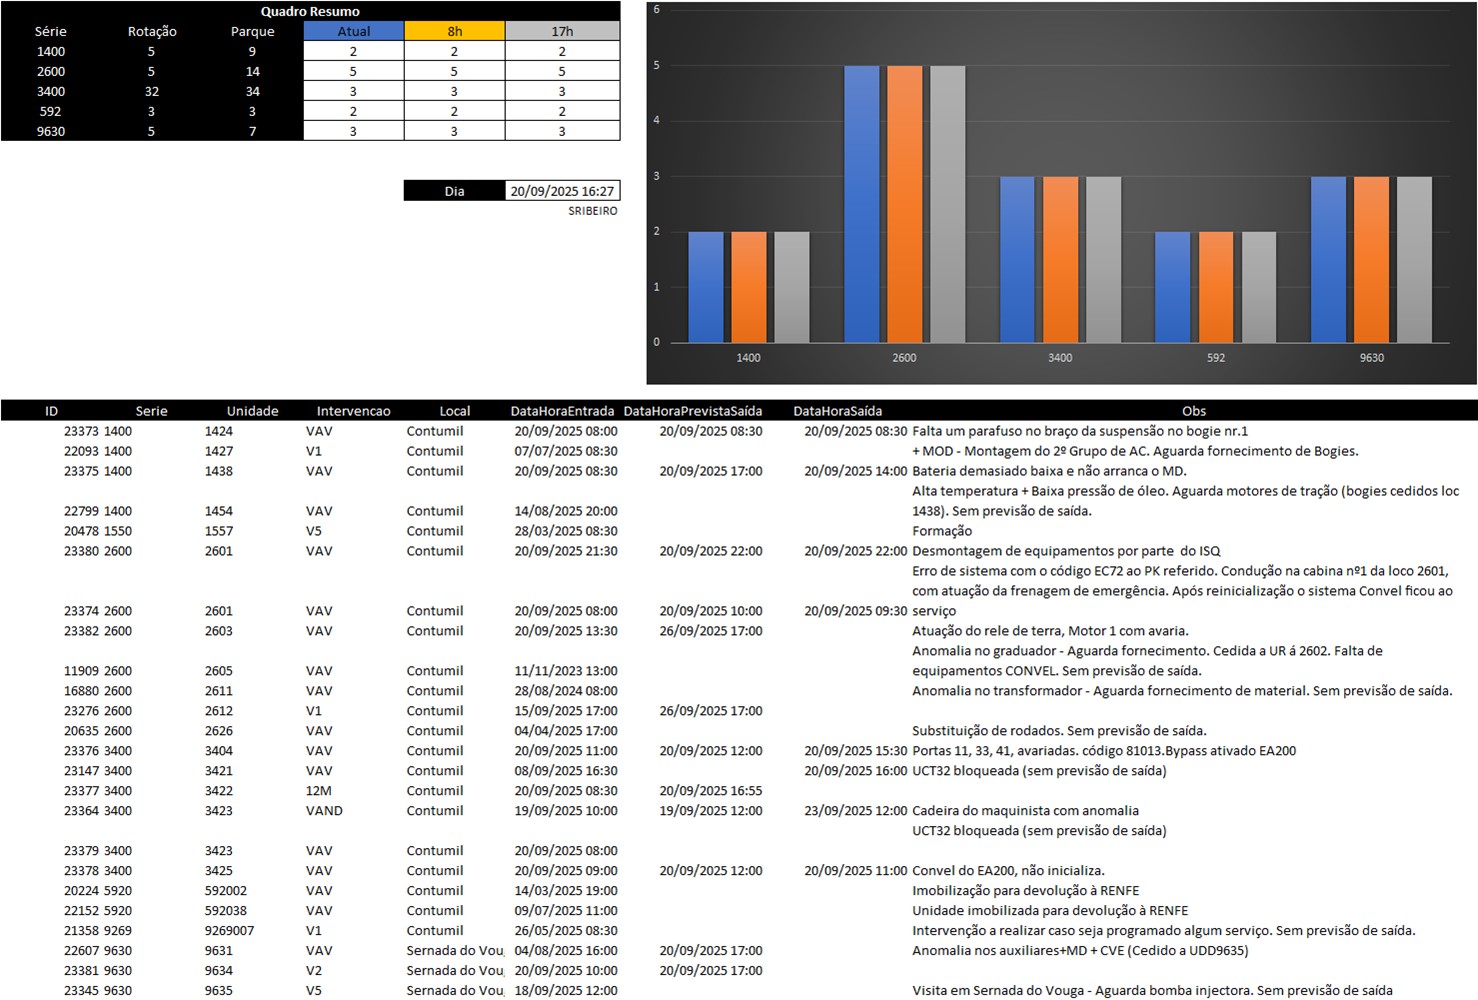 Quadro Resumo
Série Rotação Parque Atual 8h 17h
1400 5 9 2 2 2
2600 5 14 5 5 5
3400 32 34 3 3 3
592 3 3 2 2 2
9630 5 7 3 3 3
Dia 20/09/2025 16:27
SRIBEIRO
6
5
4
3
2
1
0
1400 2600 3400 592 9630
ID Serie Unidade Intervencao Local DataHoraEntrada DataHoraPrevistaSaída DataHoraSaída Obs
23373 1400 1424 VAV Contumil 20/09/2025 08:00 20/09/2025 08:30 20/09/2025 08:30 Falta um parafuso no braço da suspensão no bogie nr.1
22093 1400 1427 V1 Contumil 07/07/2025 08:30 + MOD - Montagem do 2º Grupo de AC. Aguarda fornecimento de Bogies.
23375 1400 1438 VAV Contumil 20/09/2025 08:30 20/09/2025 17:00 20/09/2025 14:00 Bateria demasiado baixa e não arranca o MD.
Alta temperatura + Baixa pressão de óleo. Aguarda motores de tração (bogies cedidos loc
22799 1400 1454 VAV Contumil 14/08/2025 20:00 1438). Sem previsão de saída.
20478 1550 1557 V5 Contumil 28/03/2025 08:30 Formação
23380 2600 2601 VAV Contumil 20/09/2025 21:30 20/09/2025 22:00 20/09/2025 22:00 Desmontagem de equipamentos por parte  do ISQ
Erro de sistema com o código EC72 ao PK referido. Condução na cabina nº1 da loco 2601,
com atuação da frenagem de emergência. Após reinicialização o sistema Convel ficou ao
23374 2600 2601 VAV Contumil 20/09/2025 08:00 20/09/2025 10:00 20/09/2025 09:30 serviço
23382 2600 2603 VAV Contumil 20/09/2025 13:30 26/09/2025 17:00 Atuação do rele de terra, Motor 1 com avaria.
Anomalia no graduador - Aguarda fornecimento. Cedida a UR á 2602. Falta de
11909 2600 2605 VAV Contumil 11/11/2023 13:00 equipamentos CONVEL. Sem previsão de saída.
16880 2600 2611 VAV Contumil 28/08/2024 08:00 Anomalia no transformador - Aguarda fornecimento de material. Sem previsão de saída.
23276 2600 2612 V1 Contumil 15/09/2025 17:00 26/09/2025 17:00
20635 2600 2626 VAV Contumil 04/04/2025 17:00 Substituição de rodados. Sem previsão de saída.
23376 3400 3404 VAV Contumil 20/09/2025 11:00 20/09/2025 12:00 20/09/2025 15:30 Portas 11, 33, 41, avariadas. código 81013.Bypass ativado EA200
23147 3400 3421 VAV Contumil 08/09/2025 16:30 20/09/2025 16:00 UCT32 bloqueada (sem previsão de saída)
23377 3400 3422 12M Contumil 20/09/2025 08:30 20/09/2025 16:55
23364 3400 3423 VAND Contumil 19/09/2025 10:00 19/09/2025 12:00 23/09/2025 12:00 Cadeira do maquinista com anomalia
UCT32 bloqueada (sem previsão de saída)
23379 3400 3423 VAV Contumil 20/09/2025 08:00
23378 3400 3425 VAV Contumil 20/09/2025 09:00 20/09/2025 12:00 20/09/2025 11:00 Convel do EA200, não inicializa.
20224 5920 592002 VAV Contumil 14/03/2025 19:00 Imobilização para devolução à RENFE
22152 5920 592038 VAV Contumil 09/07/2025 11:00 Unidade imobilizada para devolução à RENFE
21358 9269 9269007 V1 Contumil 26/05/2025 08:30 Intervenção a realizar caso seja programado algum serviço. Sem previsão de saída.
22607 9630 9631 VAV Sernada do Vou 04/08/2025 16:00 20/09/2025 17:00 Anomalia nos auxiliares+MD + CVE (Cedido a UDD9635)
23381 9630 9634 V2 Sernada do Vou 20/09/2025 10:00 20/09/2025 17:00
23345 9630 9635 V5 Sernada do Vou 18/09/2025 12:00 Visita em Sernada do Vouga - Aguarda bomba injectora. Sem previsão de saída